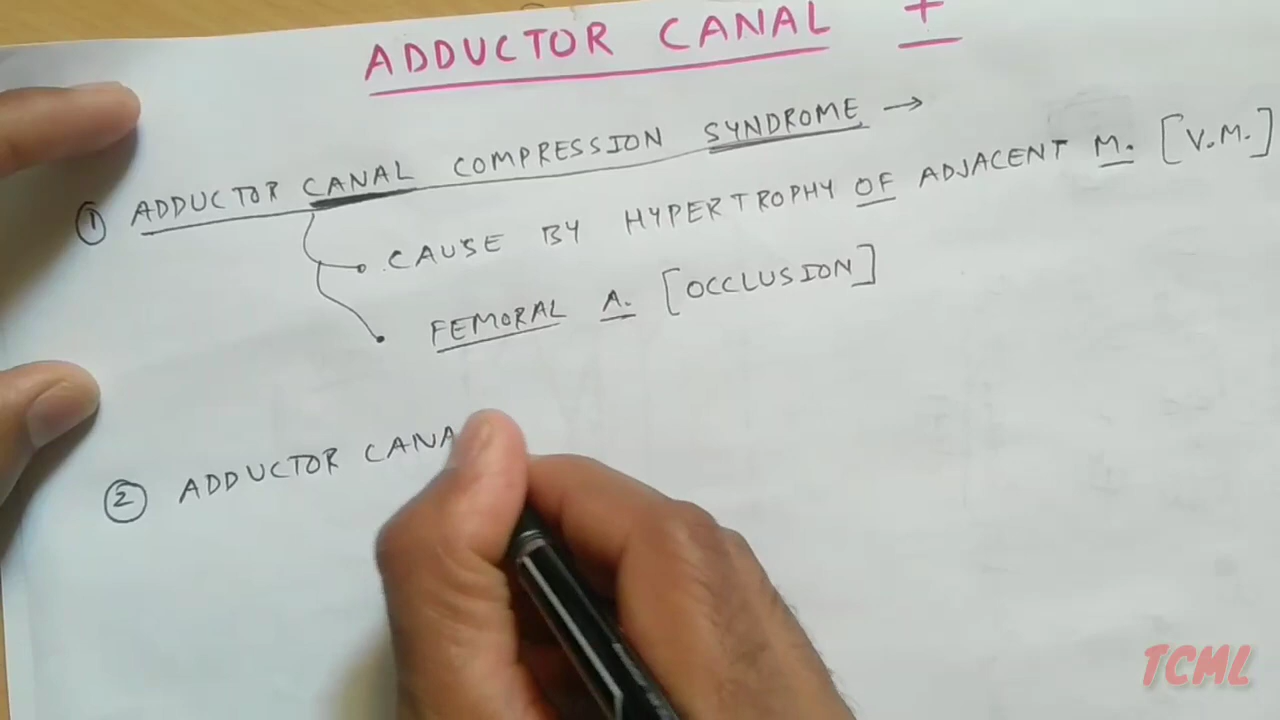 ADDUCTOR CANAL +
① ADDUCTOR CANAL COMPRESSION SYNDROME →
CAUSE BY HYPERTROPHY OF ADJACENT M. [V.M.]
FEMORAL A. [OCCLUSION]
② ADDUCTOR CANA
TCML